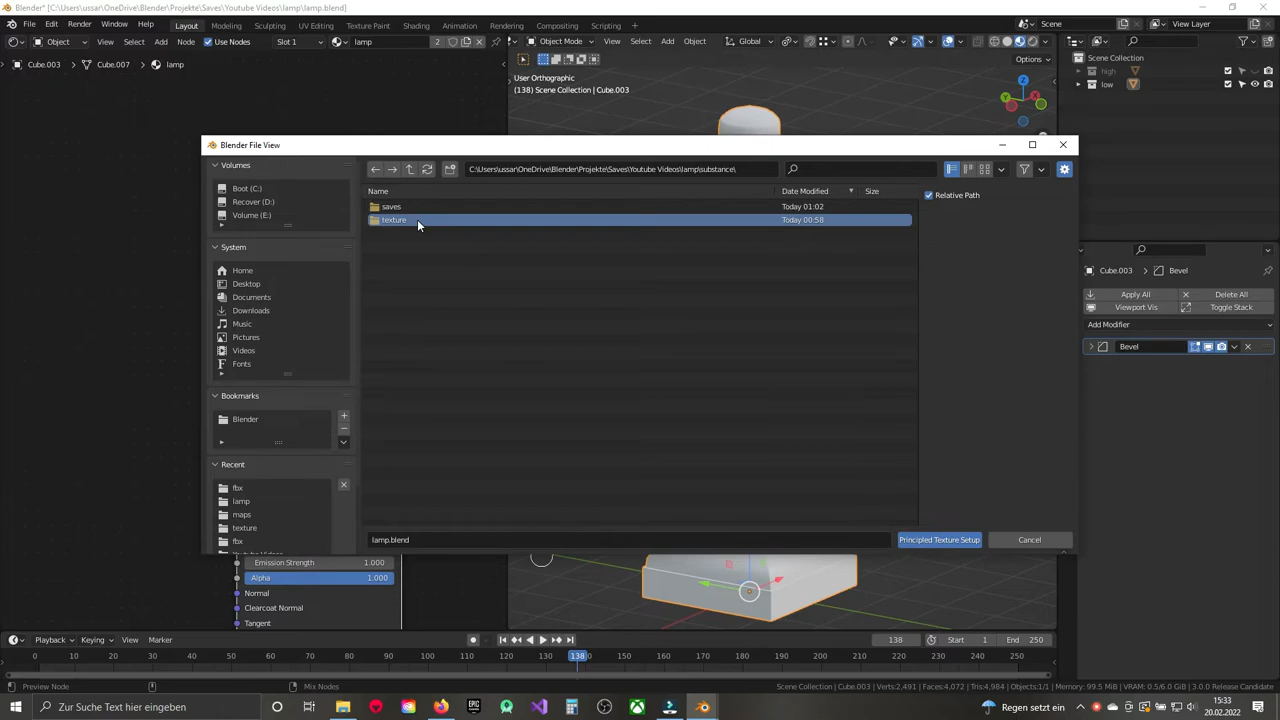 Blender* [C:\Users\ussar\OneDrive\Blender\Projekte\Saves\Youtube Videos\lamp\lamp.blend]
File Edit Render Window Help Layout Modeling Sculpting UV Editing Texture Paint Shading Animation Rendering Compositing Scripting Scene View Layer
Object View Select Add Node Use Nodes Slot 1 lamp 2 Object Mode View Select Add Object Global
Options
Cube.003 Cube.007 lamp
User Orthographic
(138) Scene Collection | Cube.003
Scene Collection
high
low
Z
Y
X
Blender File View
Volumes
Boot (C:)
Recover (D:)
Volume (E:)
System
Home
Desktop
Documents
Downloads
Music
Pictures
Videos
Fonts
Bookmarks
Blender
Recent
fbx
lamp
maps
texture
fbx
C:\Users\ussar\OneDrive\Blender\Projekte\Saves\Youtube Videos\lamp\substance\
Name Date Modified Size
saves Today 01:02
texture Today 00:58
Relative Path
lamp.blend Principled Texture Setup Cancel
Cube.003 Bevel
Apply All Delete All
Viewport Vis Toggle Stack
Add Modifier
Bevel
Emission Strength 1.000
Alpha 1.000
Normal
Clearcoat Normal
Tangent
Playback Keying View Marker 138 Start 1 End 250
0 10 20 30 40 50 60 70 80 90 100 110 120 130 138 150 160 170 180 190 200 210 220 230 240 250
Preview Node Mix Nodes Scene Collection | Cube.003 | Verts:2,491 | Faces:4,072 | Tris:4,984 | Objects:1/1 | Memory: 99.5 MiB | VRAM: 0.5/6.0 GiB | 3.0.0 Release Candidate
Zur Suche Text hier eingeben
EPIC
Regen setzt ein
15:33
20.02.2022